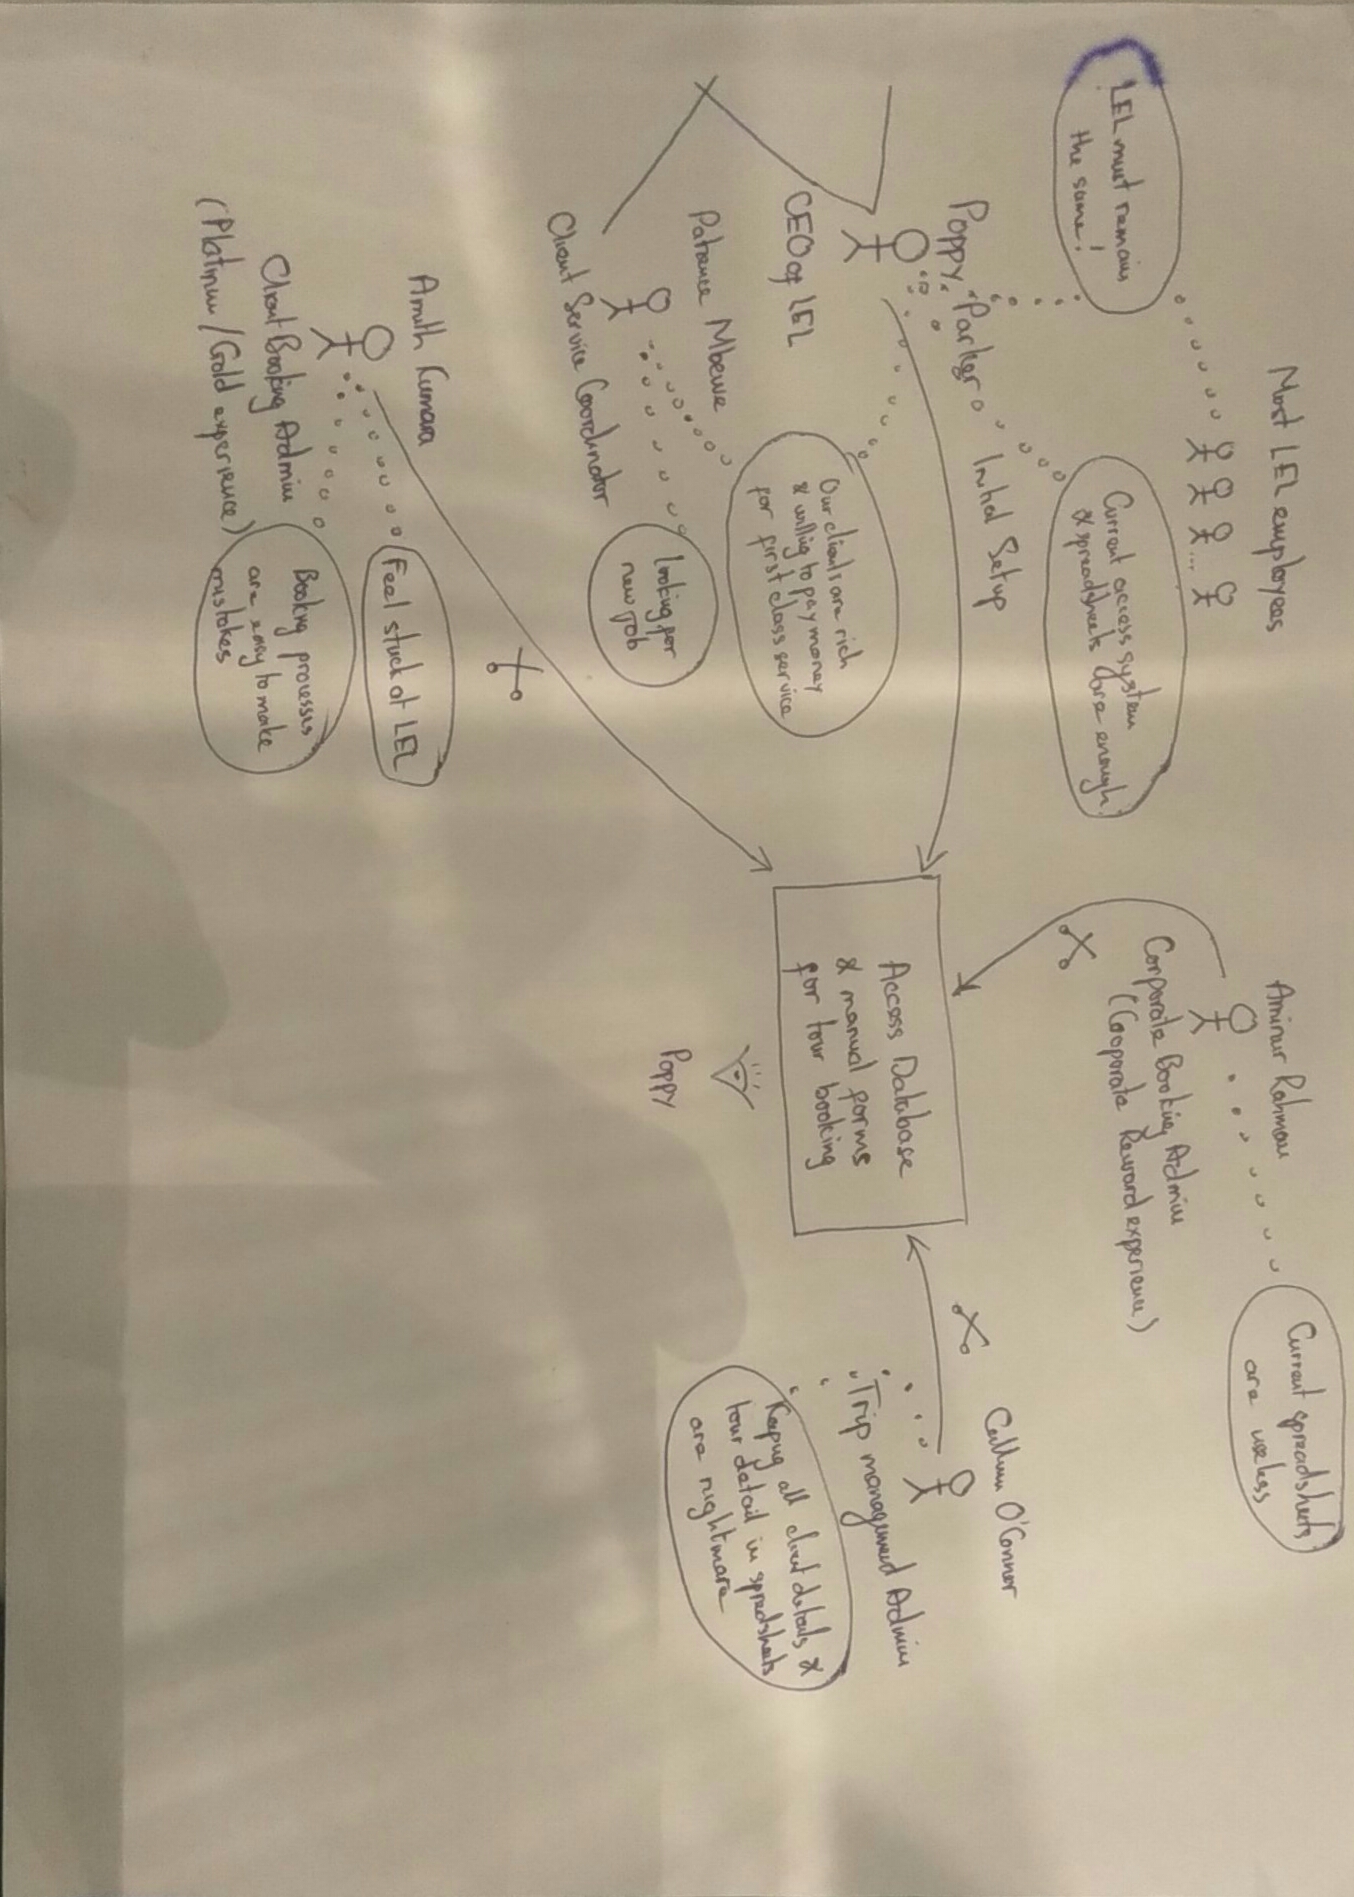 Most LEL employees
LEL must remain
the same!
Current access system
& spreadsheets are enough
Initial Setup
Poppy Parker
CEO of LEL
Our clients are rich
& willing to pay money
for first class service
Patience Mbewe
Client Service Coordinator
looking for
new job
Amith Kumara
Client Booking Admin
(Platinum/Gold experience)
Feel stuck at LEL
Booking processes
are easy to make
mistakes
Aminur Rahman
Corporate Booking Admin
(Cooporate Reward experience)
Current spreadsheets
are useless
Access Database
& manual forms
for tour booking
Poppy
Callum O'Connor
Trip management Admin
Keepug all client details &
tour detail in spredsheets
are nightmare